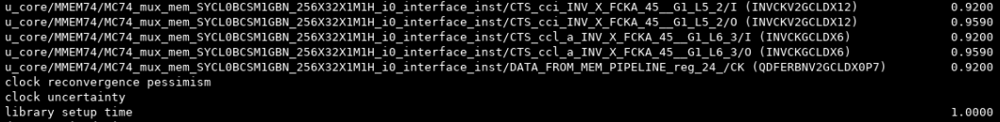 u_core/MMEM74/MC74_mux_mem_SYCL0BCSM1GBN_256X32X1M1H_i0_interface_inst/CTS_cci_INV_X_FCKA_45__G1_L5_2/I (INVCKV2GCLDX12) 0.9200
u_core/MMEM74/MC74_mux_mem_SYCL0BCSM1GBN_256X32X1M1H_i0_interface_inst/CTS_cci_INV_X_FCKA_45__G1_L5_2/O (INVCKV2GCLDX12) 0.9590
u_core/MMEM74/MC74_mux_mem_SYCL0BCSM1GBN_256X32X1M1H_i0_interface_inst/CTS_ccl_a_INV_X_FCKA_45__G1_L6_3/I (INVCKGCLDX6) 0.9200
u_core/MMEM74/MC74_mux_mem_SYCL0BCSM1GBN_256X32X1M1H_i0_interface_inst/CTS_ccl_a_INV_X_FCKA_45__G1_L6_3/O (INVCKGCLDX6) 0.9590
u_core/MMEM74/MC74_mux_mem_SYCL0BCSM1GBN_256X32X1M1H_i0_interface_inst/DATA_FROM_MEM_PIPELINE_reg_24_/CK (QDFERBNV2GCLDX0P7) 0.9200
clock reconvergence pessimism
clock uncertainty
library setup time 1.0000